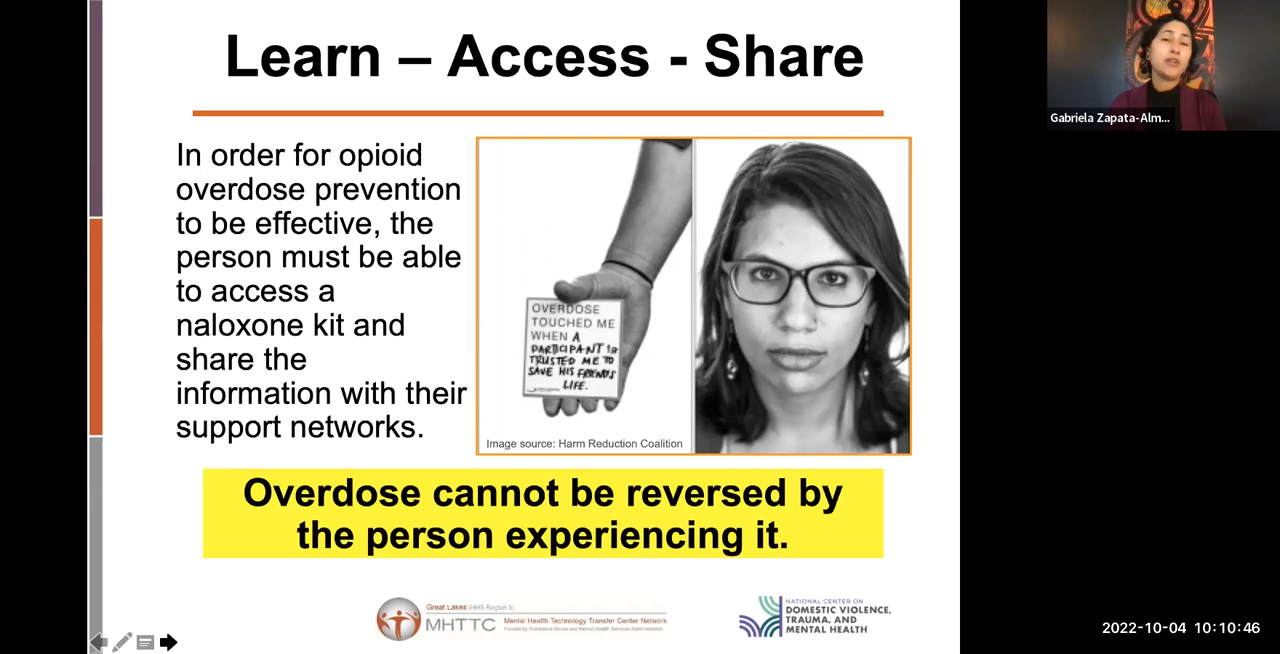 Learn – Access - Share
In order for opioid
overdose prevention
to be effective, the
person must be able
to access a
naloxone kit and
share the
information with their
support networks.
OVERDOSE
TOUCHED ME
WHEN A
PARTICIPANT
TRUSTED ME TO
SAVE HIS FRIENDS
LIFE.
Image source: Harm Reduction Coalition
Overdose cannot be reversed by
the person experiencing it.
Great Lakes (HHS Region 5)
MHTTC
Mental Health Technology Transfer Center Network
Funded by Substance Abuse and Mental Health Services Administration
NATIONAL CENTER ON
DOMESTIC VIOLENCE,
TRAUMA, AND
MENTAL HEALTH
Gabriela Zapata-Alm...
2022-10-04 10:10:46